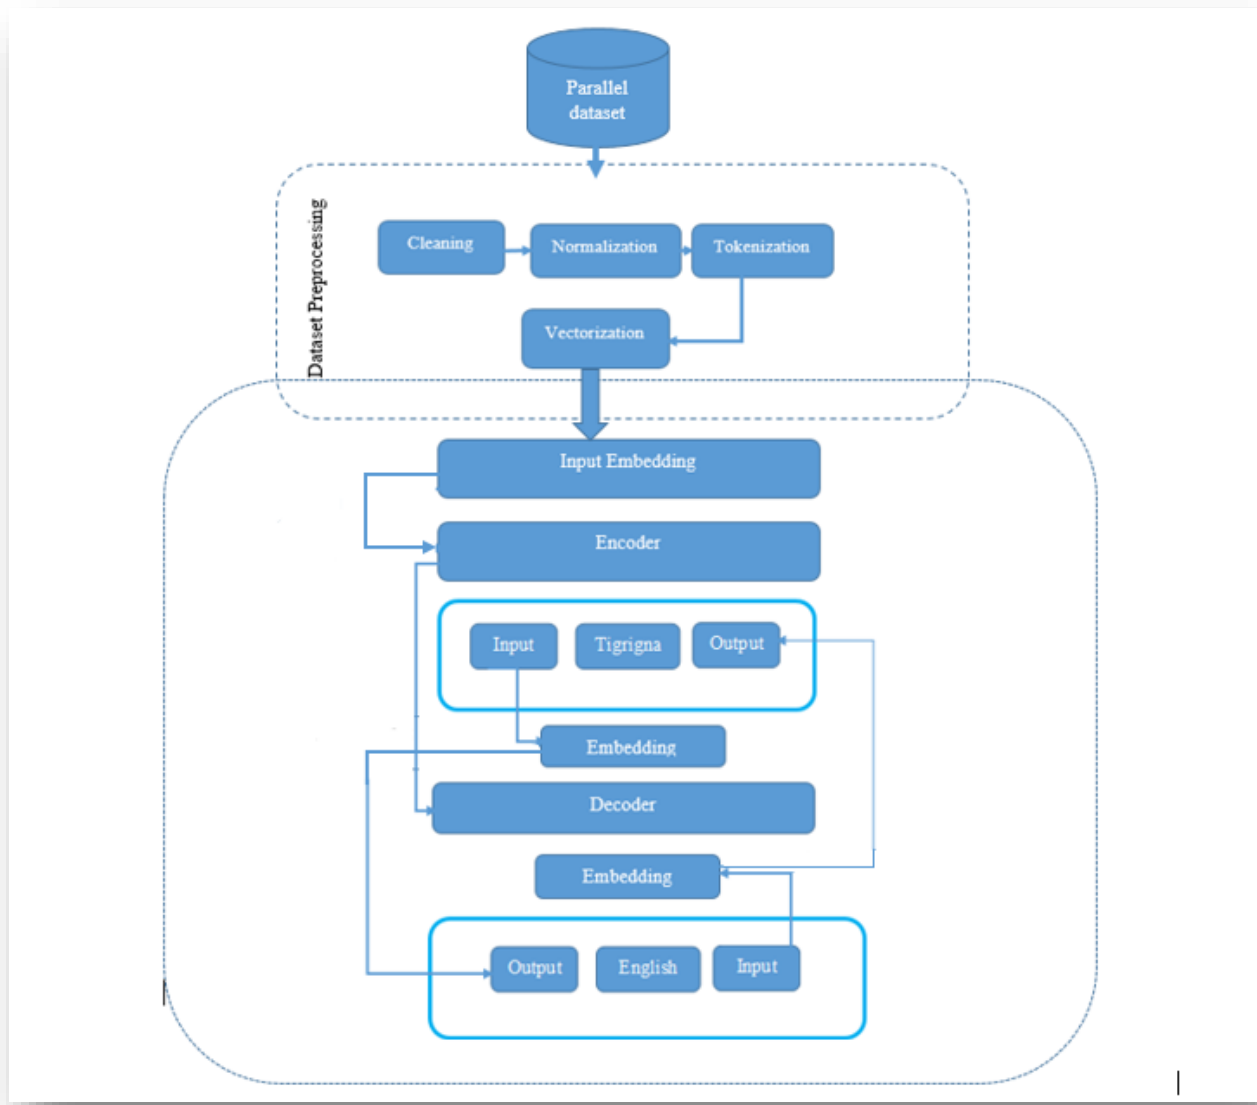 Parallel
dataset
Dataset Preprocessing
Cleaning
Normalization
Tokenization
Vectorization
Input Embedding
Encoder
Input
Tigrigna
Output
Embedding
Decoder
Embedding
Output
English
Input